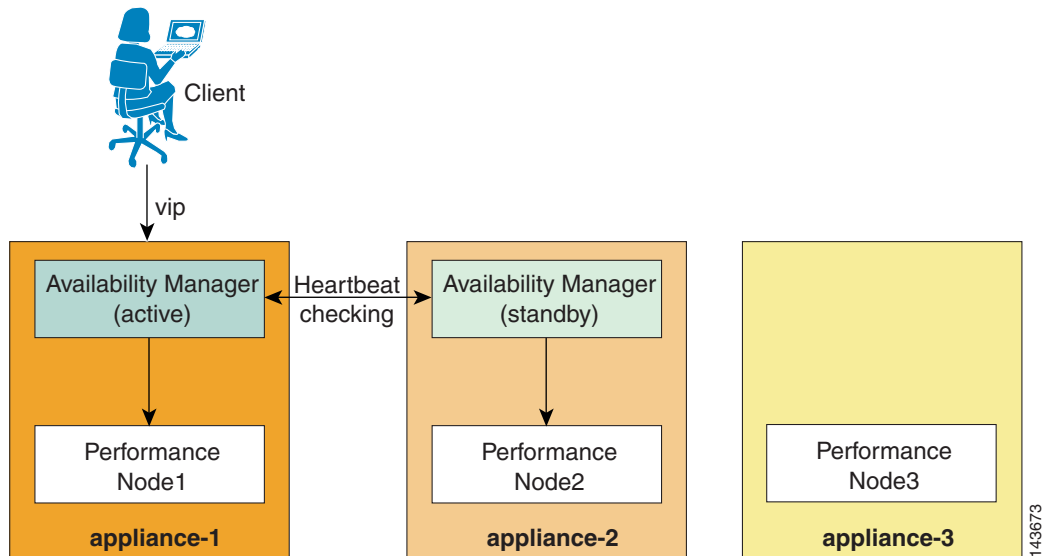 Client
vip
Availability Manager
(active)
Heartbeat
checking
Availability Manager
(standby)
Performance
Node1
Performance
Node2
Performance
Node3
appliance-1
appliance-2
appliance-3
143673